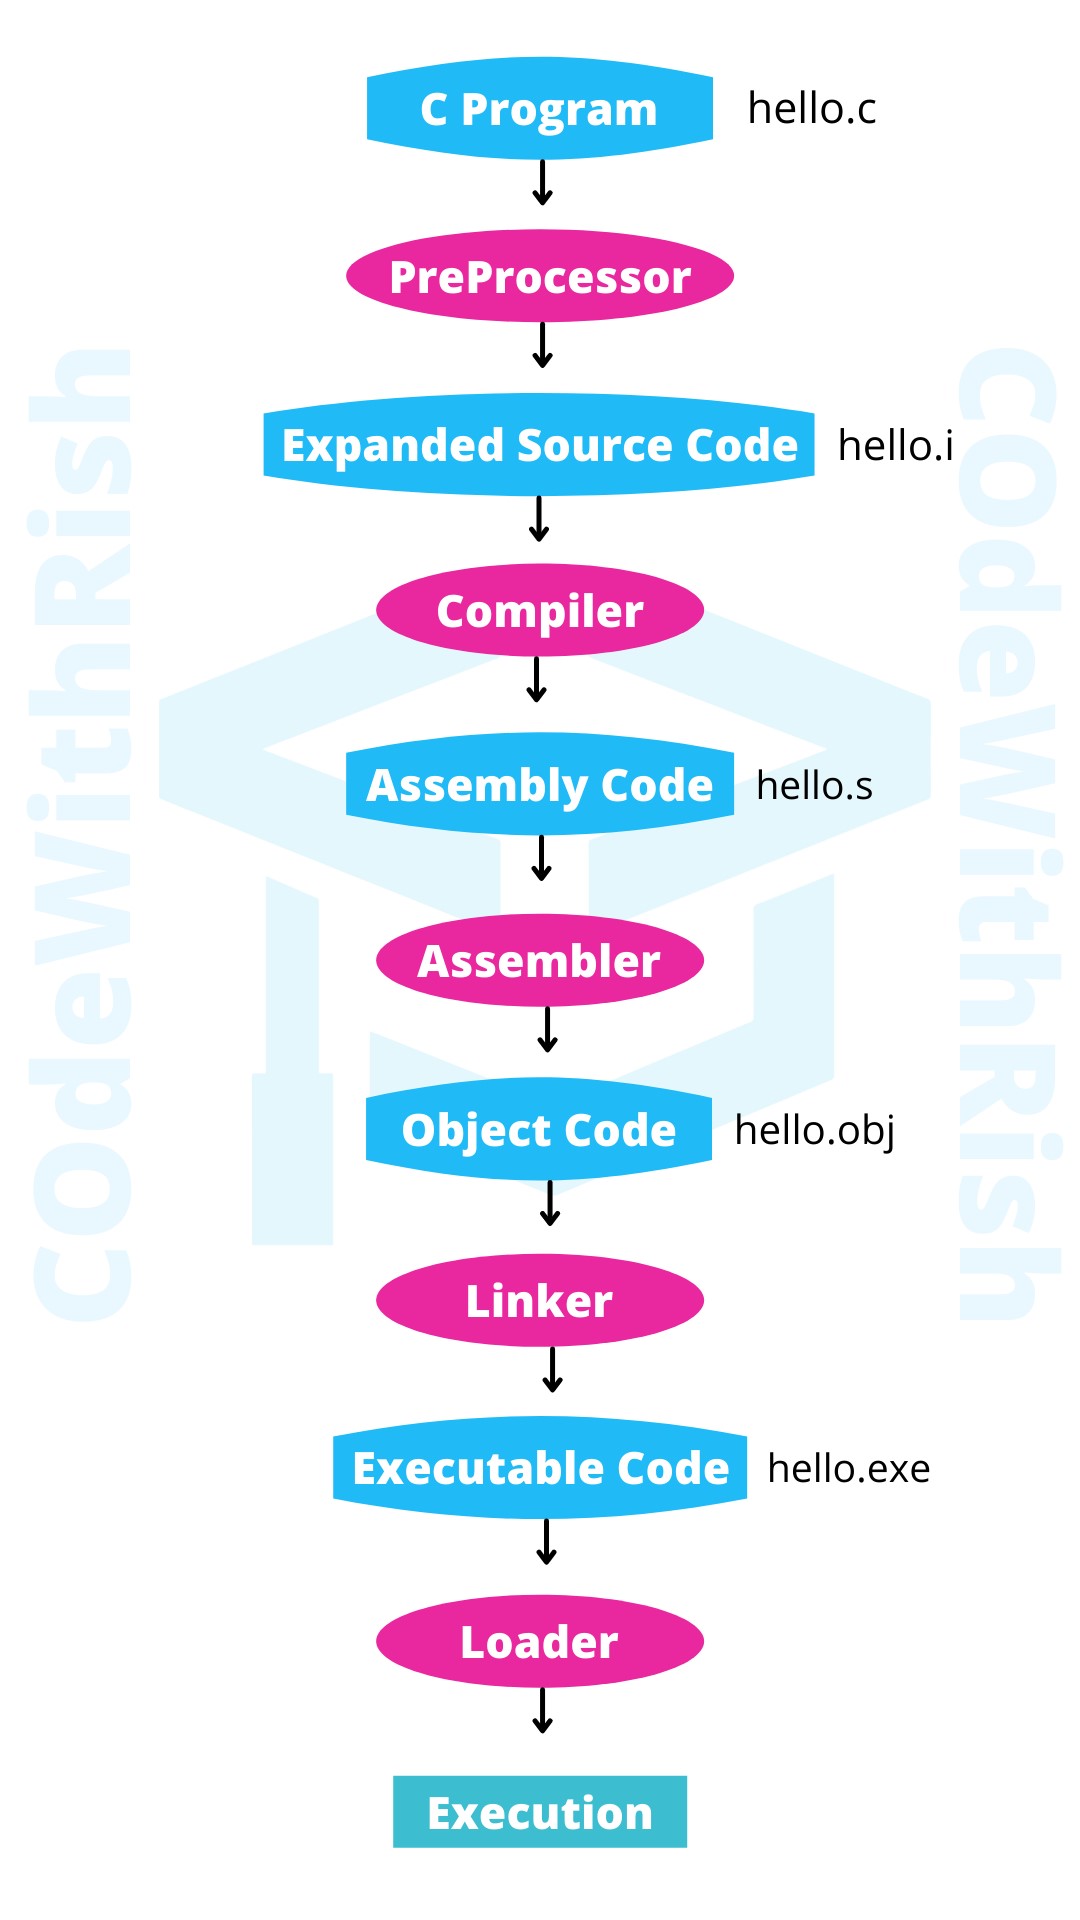 C Program
hello.c
PreProcessor
Expanded Source Code
hello.i
Compiler
Assembly Code
hello.s
Assembler
Object Code
hello.obj
Linker
Executable Code
hello.exe
Loader
Execution
COdeWithRish
COdeWithRish